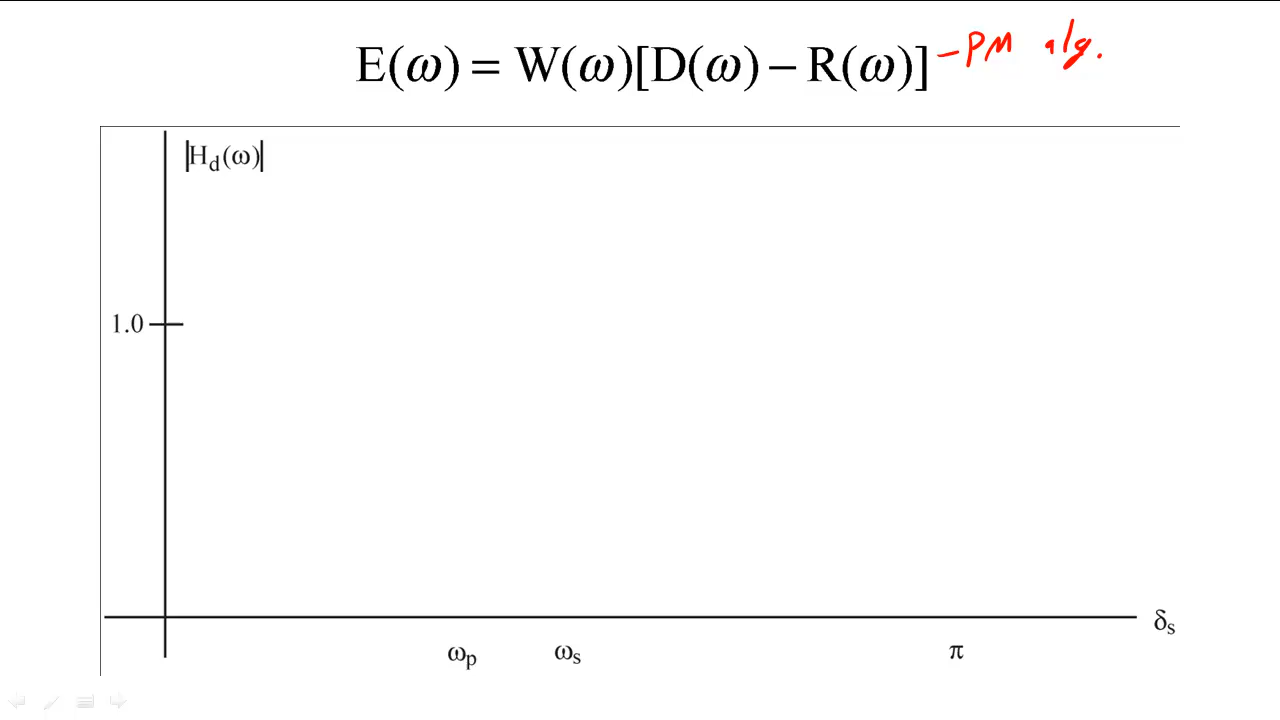 E(ω) = W(ω)[D(ω) − R(ω)] - PM alg.
|H_d(ω)|
1.0
δ_s
ω_p ω_s π